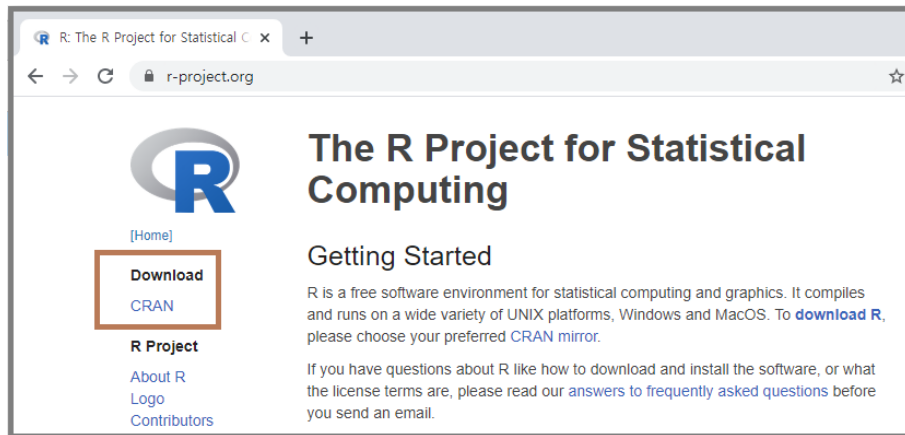 R: The R Project for Statistical C
r-project.org
R
The R Project for Statistical
Computing
[Home]
Download
CRAN
R Project
About R
Logo
Contributors
Getting Started
R is a free software environment for statistical computing and graphics. It compiles
and runs on a wide variety of UNIX platforms, Windows and MacOS. To download R,
please choose your preferred CRAN mirror.
If you have questions about R like how to download and install the software, or what
the license terms are, please read our answers to frequently asked questions before
you send an email.